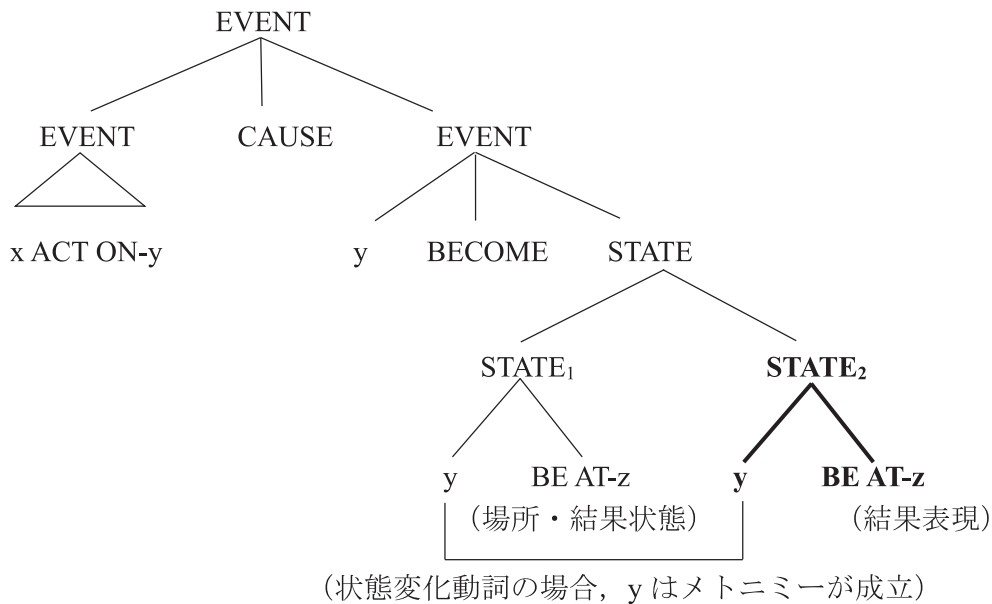 EVENT
EVENT CAUSE EVENT
x ACT ON-y y BECOME STATE
STATE₁ STATE₂
y BE AT-z y BE AT-z
（場所・結果状態） （結果表現）
（状態変化動詞の場合，y はメトニミーが成立）